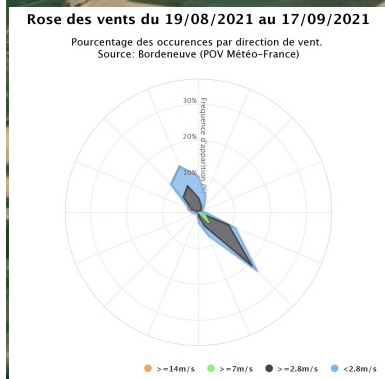 Rose des vents du 19/08/2021 au 17/09/2021
Pourcentage des occurences par direction de vent.
Source: Bordeneuve (POV Météo-France)
30%
20%
10%
Frequence d'apparition (%)
>=14m/s >=7m/s >=2.8m/s <2.8m/s